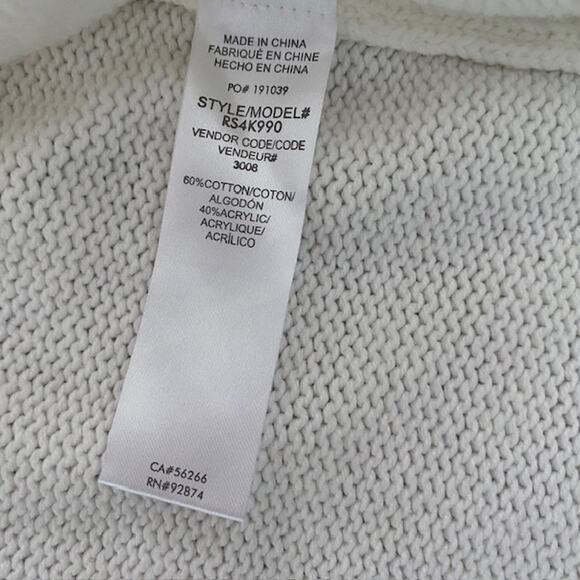 MADE IN CHINA
FABRIQUÉ EN CHINE
HECHO EN CHINA
PO# 191039
STYLE/MODEL#
RS4K990
VENDOR CODE/CODE
VENDEUR#
3008
60%COTTON/COTON/
ALGODÓN
40%ACRYLIC/
ACRYLIQUE/
ACRÍLICO
CA#56266
RN#92874